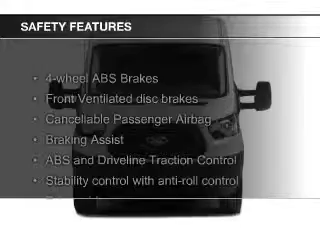 SAFETY FEATURES
• 4-wheel ABS Brakes
• Front Ventilated disc brakes
• Cancellable Passenger Airbag
• Braking Assist
• ABS and Driveline Traction Control
• Stability control with anti-roll control